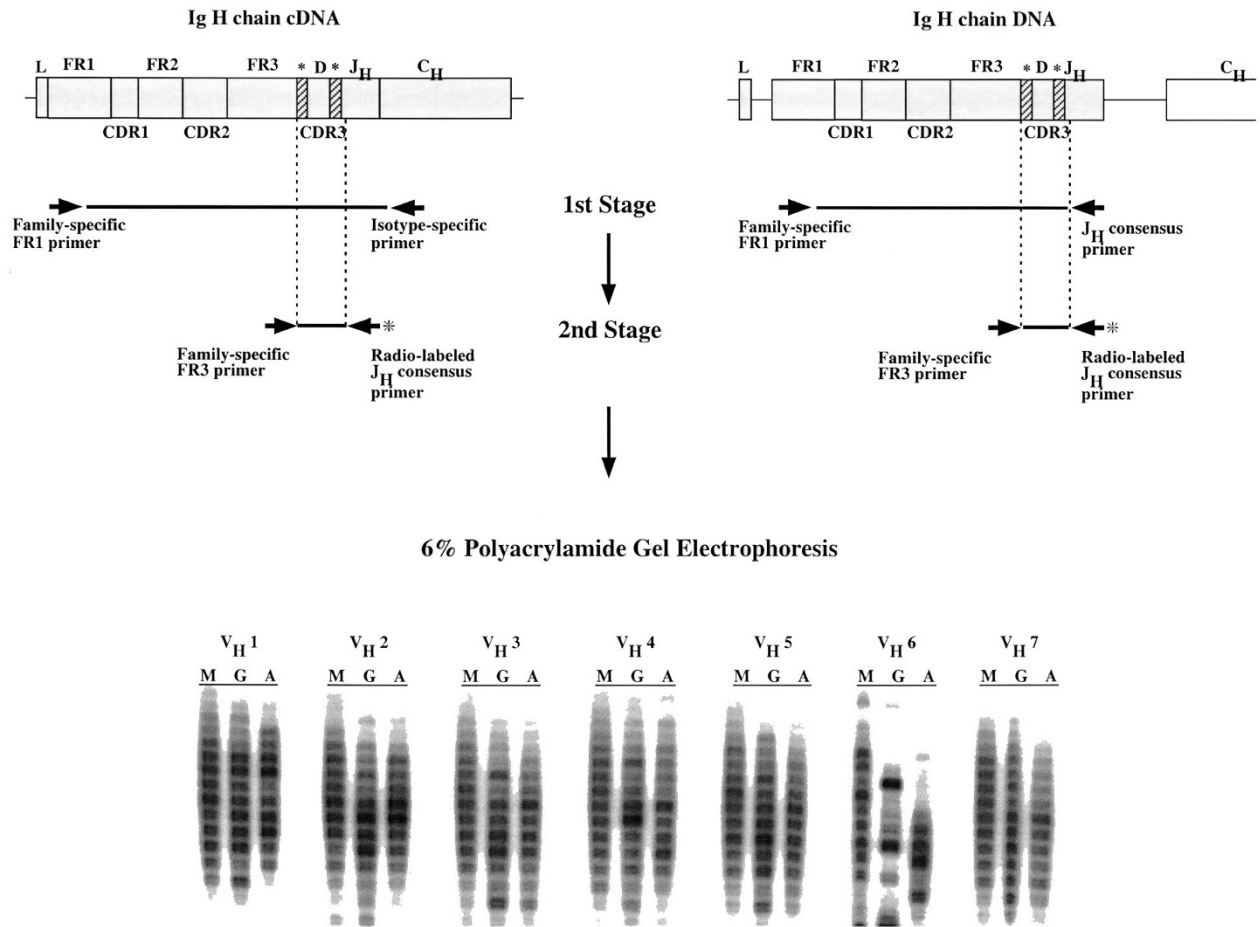 Ig H chain cDNA
L FR1 FR2 FR3 * D * JH CH
CDR1 CDR2 CDR3
Family-specific
FR1 primer
Isotype-specific
primer
Family-specific
FR3 primer
*
Radio-labeled
JH consensus
primer
1st Stage
2nd Stage
Ig H chain DNA
L FR1 FR2 FR3 * D * JH CH
CDR1 CDR2 CDR3
Family-specific
FR1 primer
JH consensus
primer
Family-specific
FR3 primer
*
Radio-labeled
JH consensus
primer
6% Polyacrylamide Gel Electrophoresis
VH1 VH2 VH3 VH4 VH5 VH6 VH7
M G A M G A M G A M G A M G A M G A M G A